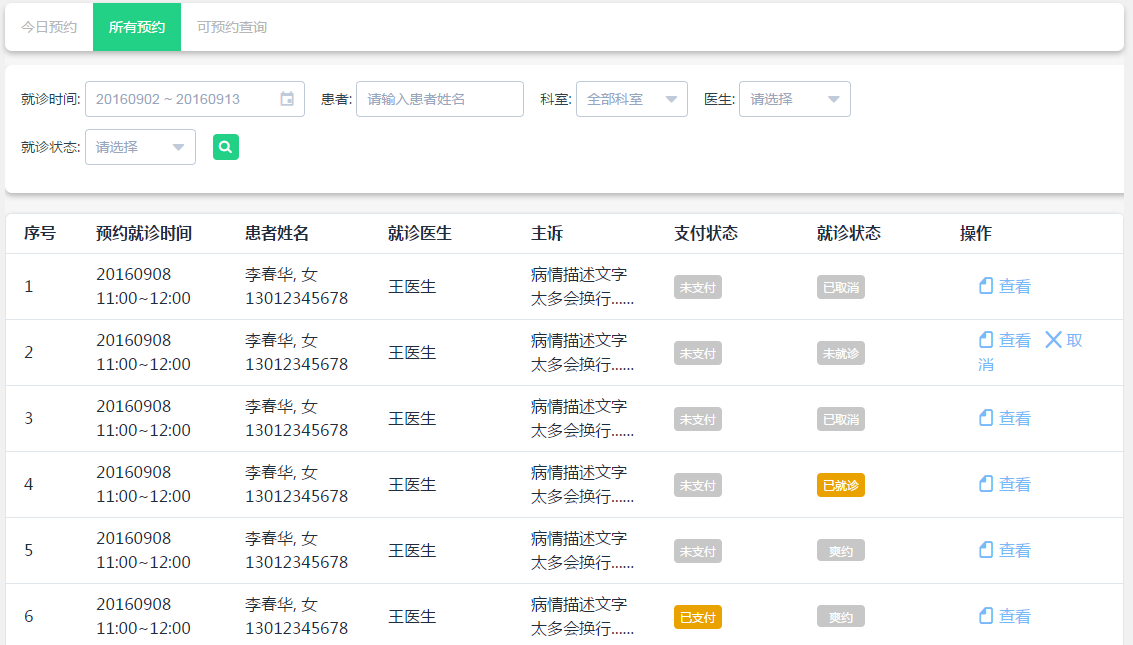 今日预约 所有预约 可预约查询
就诊时间: 20160902 ~ 20160913 患者: 请输入患者姓名 科室: 全部科室 医生: 请选择
就诊状态: 请选择
序号 预约就诊时间 患者姓名 就诊医生 主诉 支付状态 就诊状态 操作
20160908 李春华, 女 病情描述文字
1 王医生 未支付 已取消 查看
11:00~12:00 13012345678 太多会换行......
20160908 李春华, 女 病情描述文字 查看 取
2 王医生 未支付 未就诊
11:00~12:00 13012345678 太多会换行...... 消
20160908 李春华, 女 病情描述文字
3 王医生 未支付 已取消 查看
11:00~12:00 13012345678 太多会换行......
20160908 李春华, 女 病情描述文字
4 王医生 未支付 已就诊 查看
11:00~12:00 13012345678 太多会换行......
20160908 李春华, 女 病情描述文字
5 王医生 未支付 爽约 查看
11:00~12:00 13012345678 太多会换行......
20160908 李春华, 女 病情描述文字
6 王医生 已支付 爽约 查看
11:00~12:00 13012345678 太多会换行......